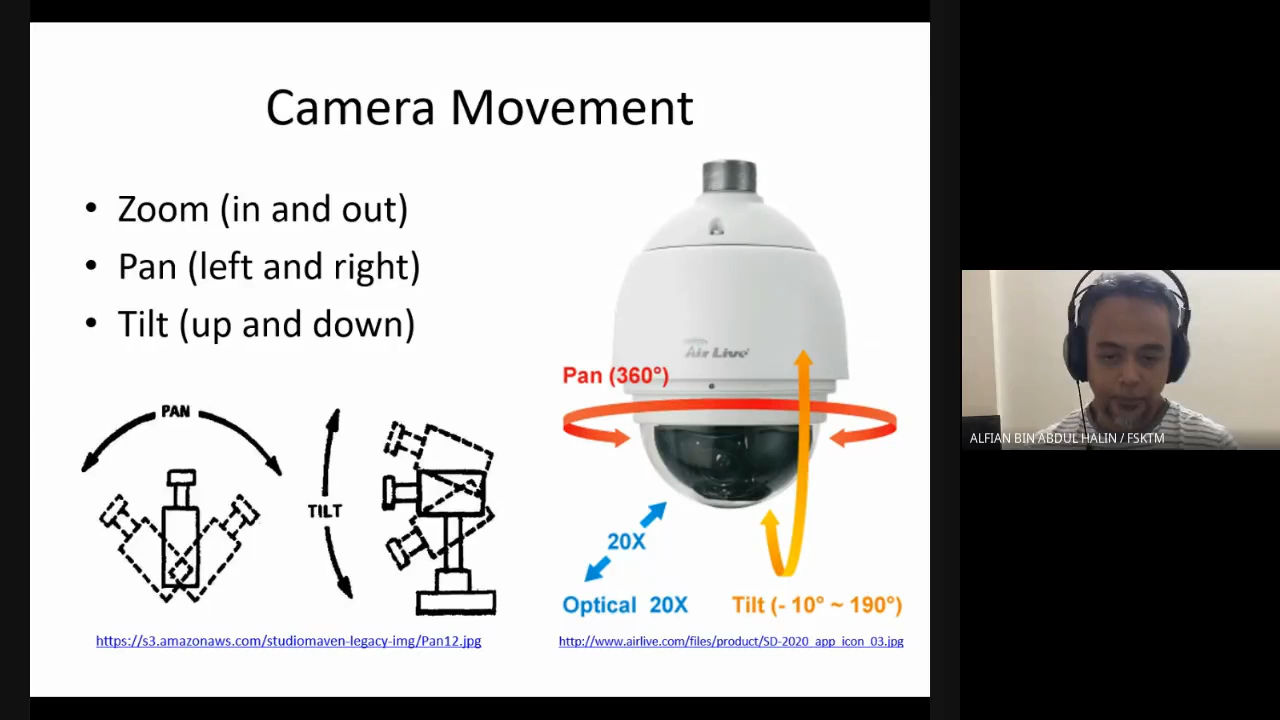 Camera Movement
• Zoom (in and out)
• Pan (left and right)
• Tilt (up and down)
PAN
TILT
Air Live
Pan (360°)
20X
Optical 20X
Tilt (- 10° ~ 190°)
https://s3.amazonaws.com/studiomaven-legacy-img/Pan12.jpg
http://www.airlive.com/files/product/SD-2020_app_icon_03.jpg
ALFIAN BIN ABDUL HALIN / FSKTM